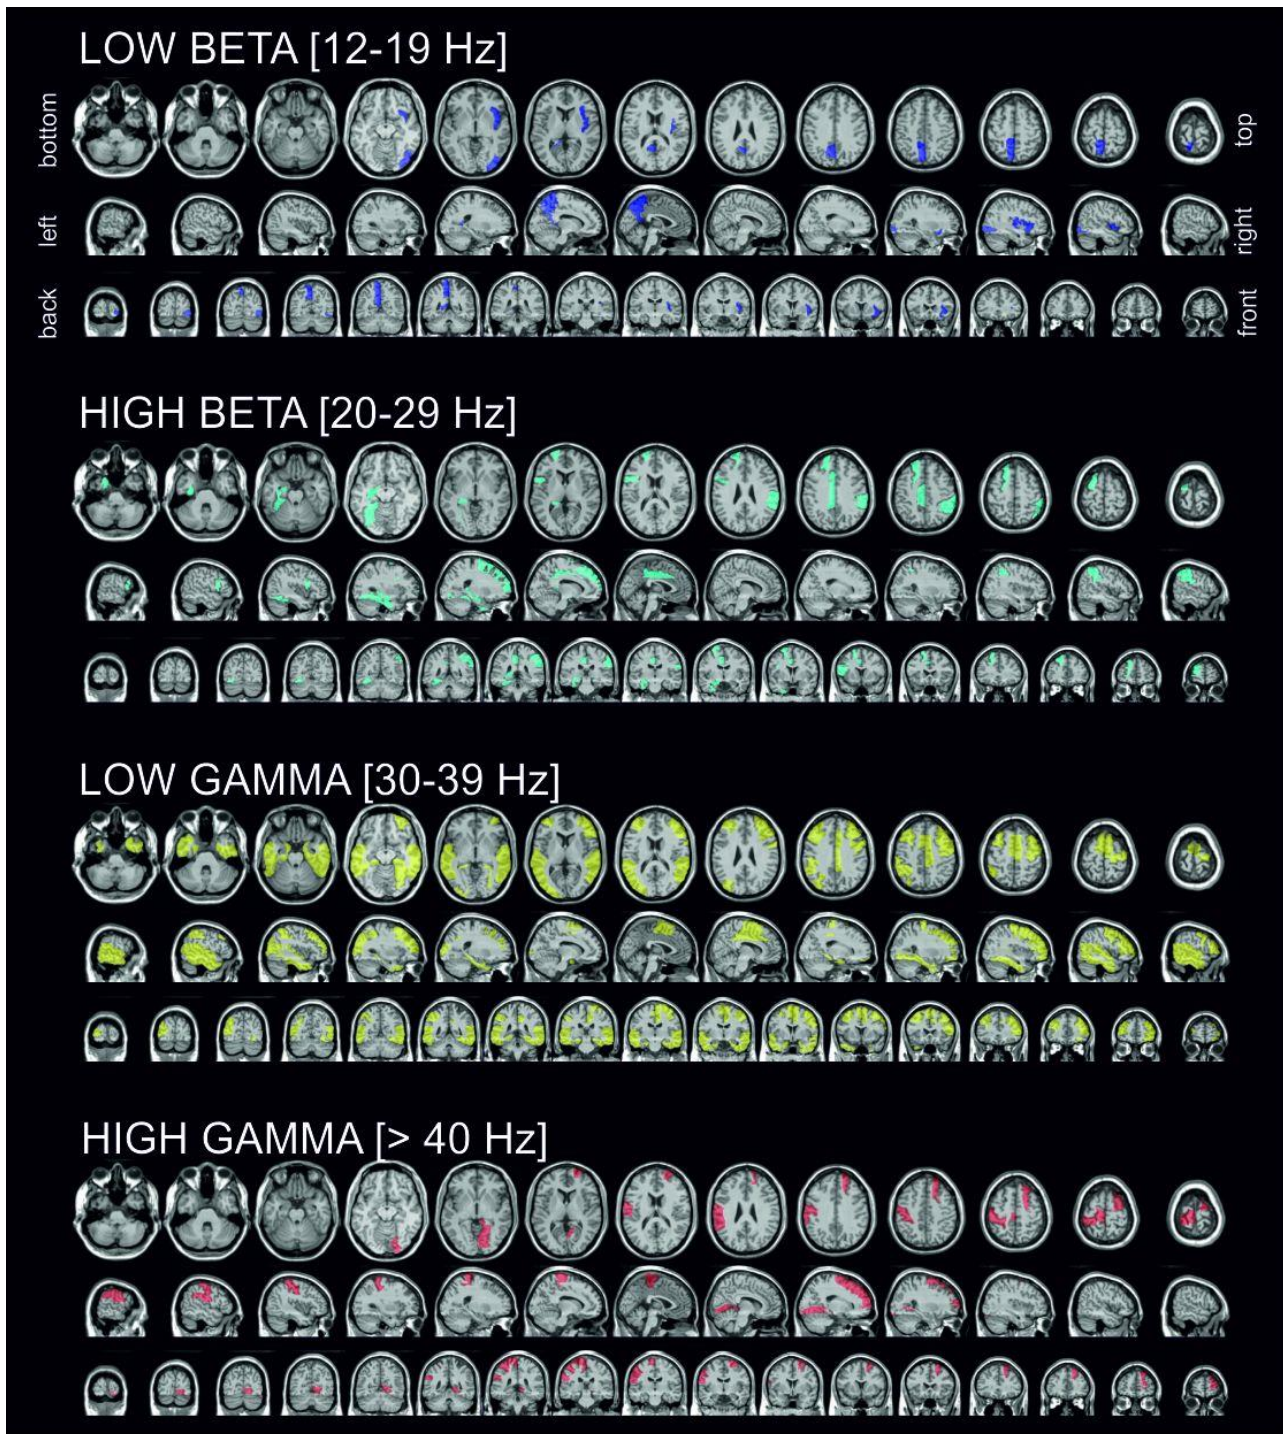 LOW BETA [12-19 Hz]
bottom
top
left
right
back
front
HIGH BETA [20-29 Hz]
LOW GAMMA [30-39 Hz]
HIGH GAMMA [> 40 Hz]